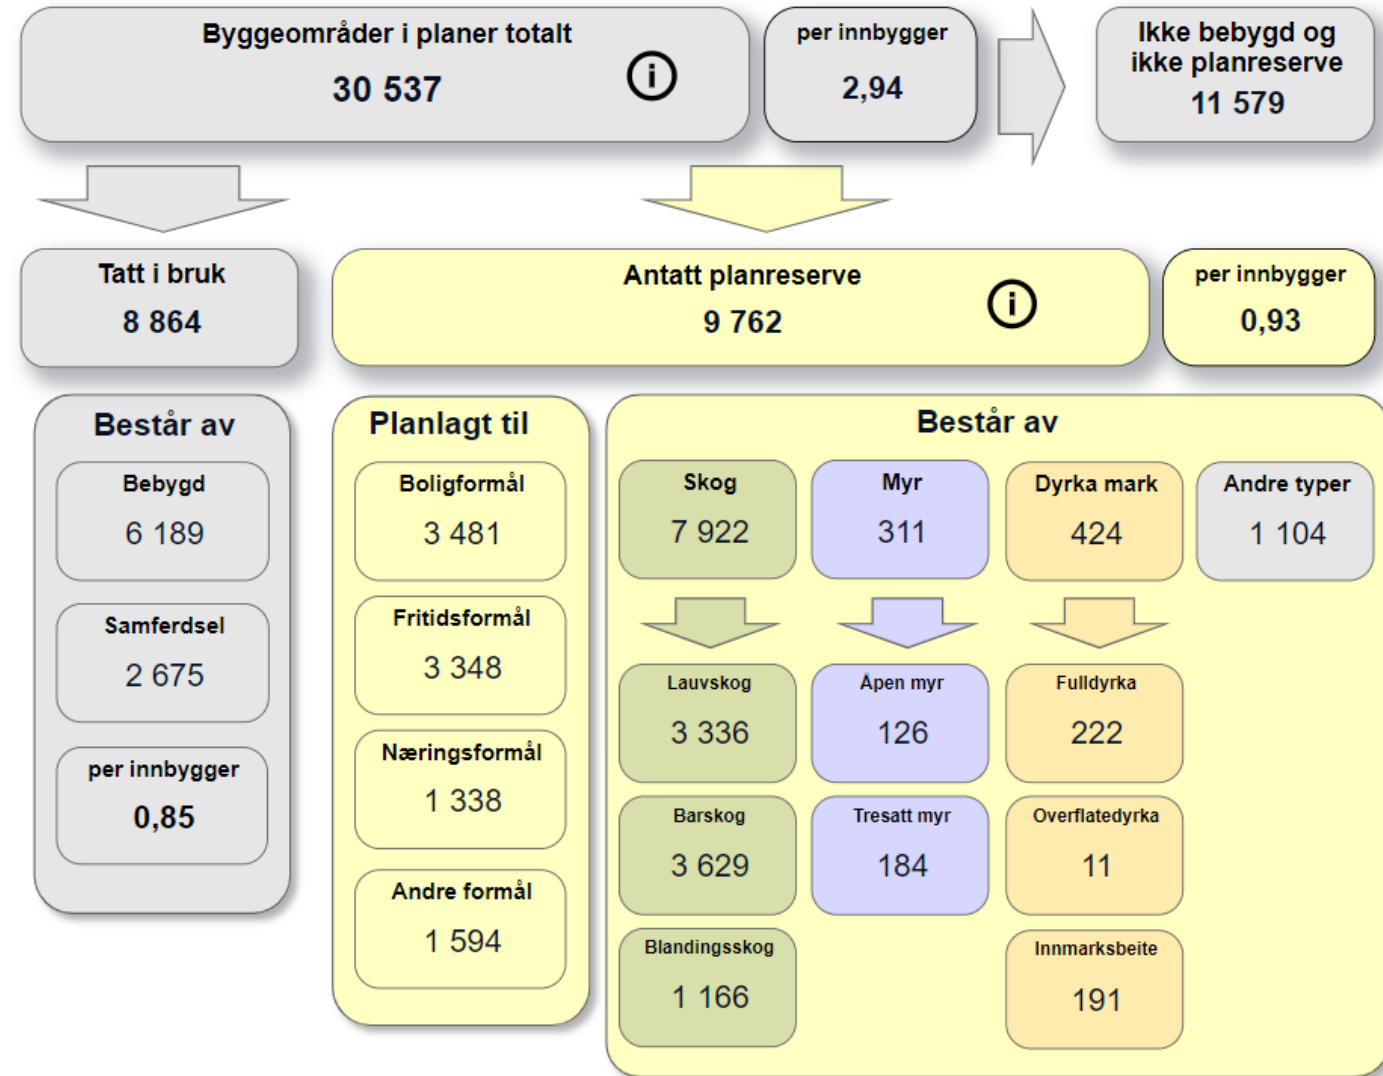 Byggeområder i planer totalt
30 537
per innbygger
2,94
Ikke bebygd og
ikke planreserve
11 579
Tatt i bruk
8 864
Antatt planreserve
9 762
per innbygger
0,93
Består av
Bebygd
6 189
Samferdsel
2 675
per innbygger
0,85
Planlagt til
Boligformål
3 481
Fritidsformål
3 348
Næringsformål
1 338
Andre formål
1 594
Består av
Skog
7 922
Myr
311
Dyrka mark
424
Andre typer
1 104
Lauvskog
3 336
Åpen myr
126
Fulldyrka
222
Barskog
3 629
Tresatt myr
184
Overflatedyrka
11
Blandingsskog
1 166
Innmarksbeite
191